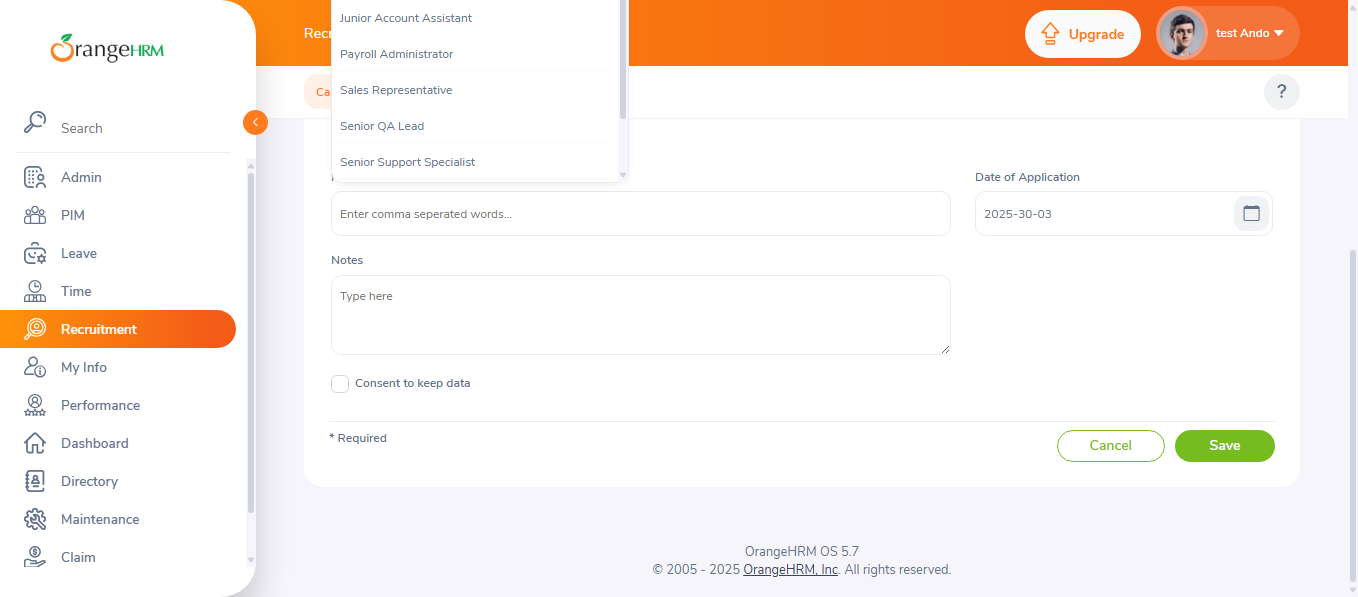 OrangeHRM
Search
Admin
PIM
Leave
Time
Recruitment
My Info
Performance
Dashboard
Directory
Maintenance
Claim
Junior Account Assistant
Payroll Administrator
Sales Representative
Senior QA Lead
Senior Support Specialist
Upgrade
test Ando
?
Date of Application
Enter comma seperated words...
2025-30-03
Notes
Type here
Consent to keep data
* Required
Cancel
Save
OrangeHRM OS 5.7
© 2005 - 2025 OrangeHRM, Inc. All rights reserved.